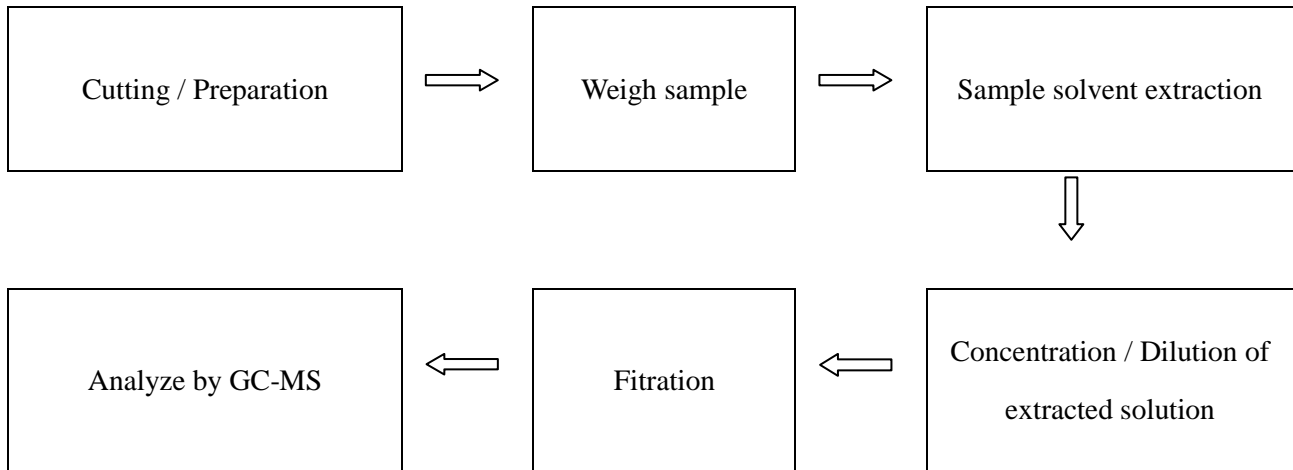 Cutting / Preparation
Weigh sample
Sample solvent extraction
Concentration / Dilution of
extracted solution
Fitration
Analyze by GC-MS